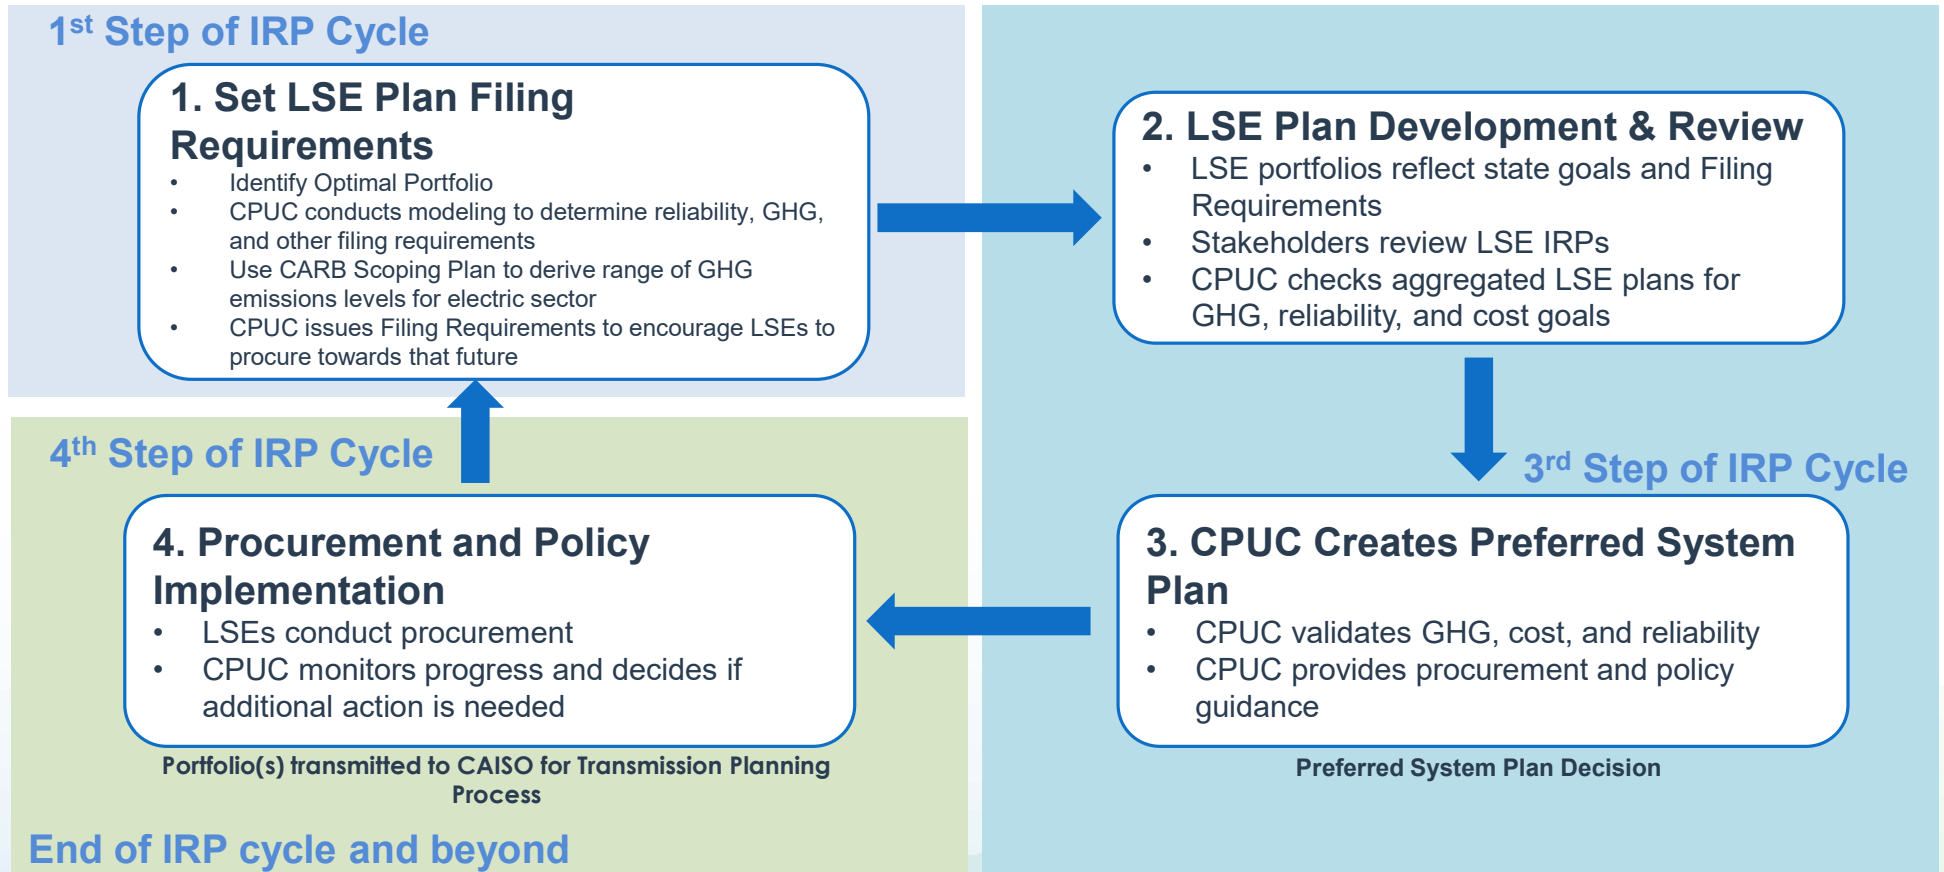 1st Step of IRP Cycle
1. Set LSE Plan Filing
Requirements
• Identify Optimal Portfolio
• CPUC conducts modeling to determine reliability, GHG,
and other filing requirements
• Use CARB Scoping Plan to derive range of GHG
emissions levels for electric sector
• CPUC issues Filing Requirements to encourage LSEs to
procure towards that future
2. LSE Plan Development & Review
• LSE portfolios reflect state goals and Filing
Requirements
• Stakeholders review LSE IRPs
• CPUC checks aggregated LSE plans for
GHG, reliability, and cost goals
3rd Step of IRP Cycle
3. CPUC Creates Preferred System
Plan
• CPUC validates GHG, cost, and reliability
• CPUC provides procurement and policy
guidance
Preferred System Plan Decision
4th Step of IRP Cycle
4. Procurement and Policy
Implementation
• LSEs conduct procurement
• CPUC monitors progress and decides if
additional action is needed
Portfolio(s) transmitted to CAISO for Transmission Planning
Process
End of IRP cycle and beyond